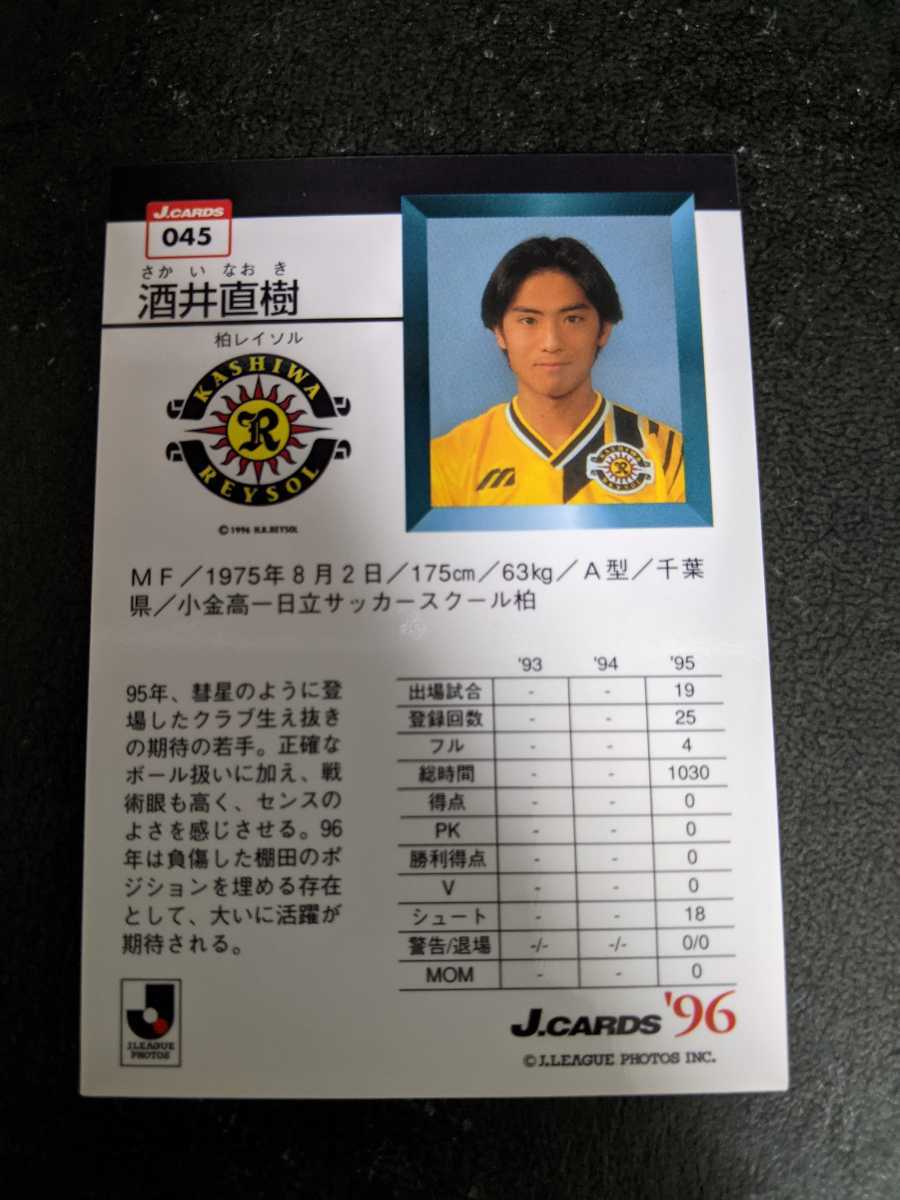 J.CARDS
045
さか い なお き
酒井直樹
柏レイソル
KASHIWA
R
REYSOL
©1996 H.R.REYSOL
KASHIWA
R
REYSOL
MF／1975年8月2日／175cm／63kg／A型／千葉
県／小金高ー日立サッカースクール柏
95年、彗星のように登
場したクラブ生え抜き
の期待の若手。正確な
ボール扱いに加え、戦
術眼も高く、センスの
よさを感じさせる。96
年は負傷した棚田のポ
ジションを埋める存在
として、大いに活躍が
期待される。
'93 '94 '95
出場試合 - - 19
登録回数 - - 25
フル - - 4
総時間 - - 1030
得点 - - 0
PK - - 0
勝利得点 - - 0
V - - 0
シュート - - 18
警告/退場 -/- -/- 0/0
MOM - - 0
J.LEAGUE
PHOTOS
J.CARDS '96
©J.LEAGUE PHOTOS INC.